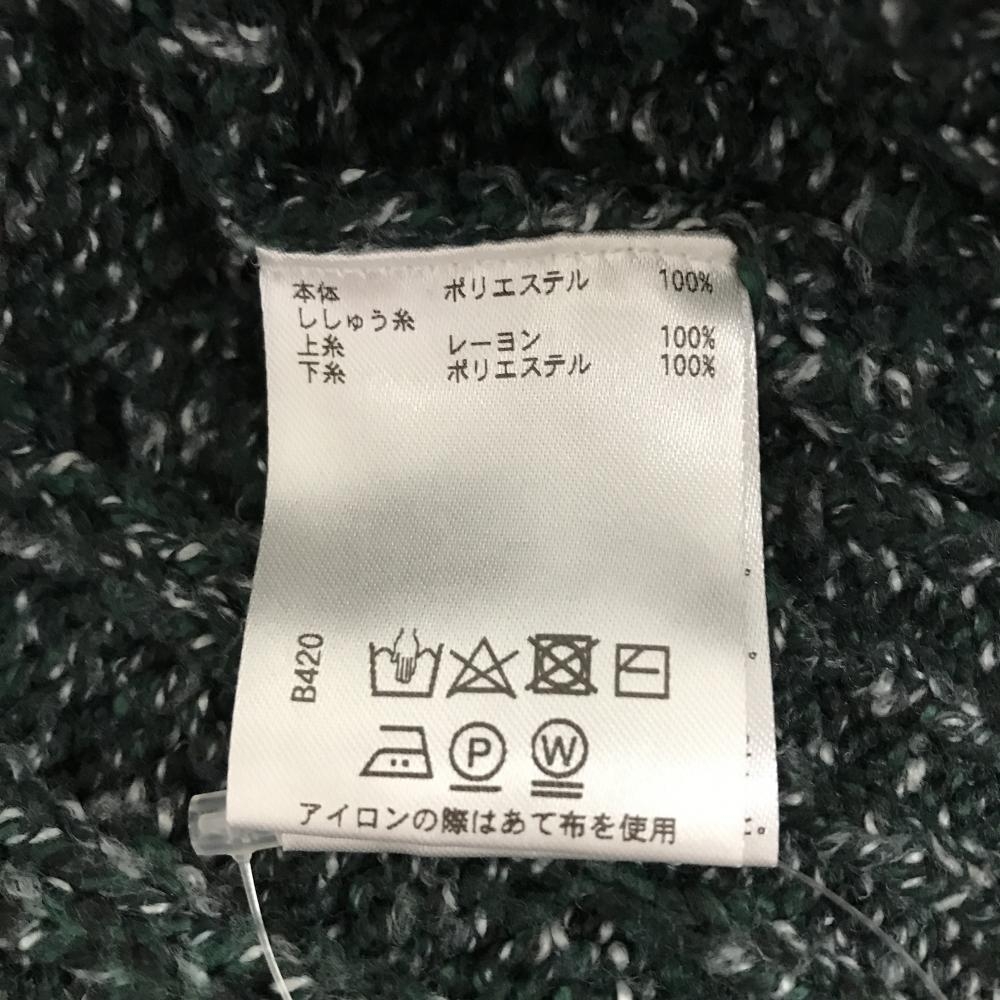 本体 ポリエステル 100%
ししゅう糸
上糸 レーヨン 100%
下糸 ポリエステル 100%
B420
P W
アイロンの際はあて布を使用